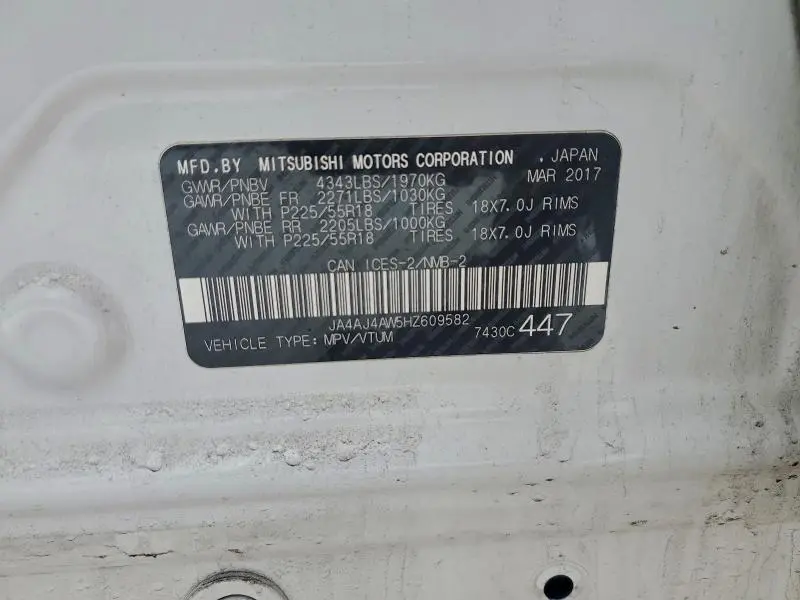 MFD.BY MITSUBISHI MOTORS CORPORATION . JAPAN
GVWR/PNBV 4343LBS/1970KG MAR 2017
GAWR/PNBE FR 2271LBS/1030KG
WITH P225/55R18 TIRES 18X7.0J RIMS
GAWR/PNBE RR 2205LBS/1000KG
WITH P225/55R18 TIRES 18X7.0J RIMS
CAN ICES-2/NMB-2
JA4AJ4AW5HZ609582
VEHICLE TYPE: MPV/VTUM 7430C 447